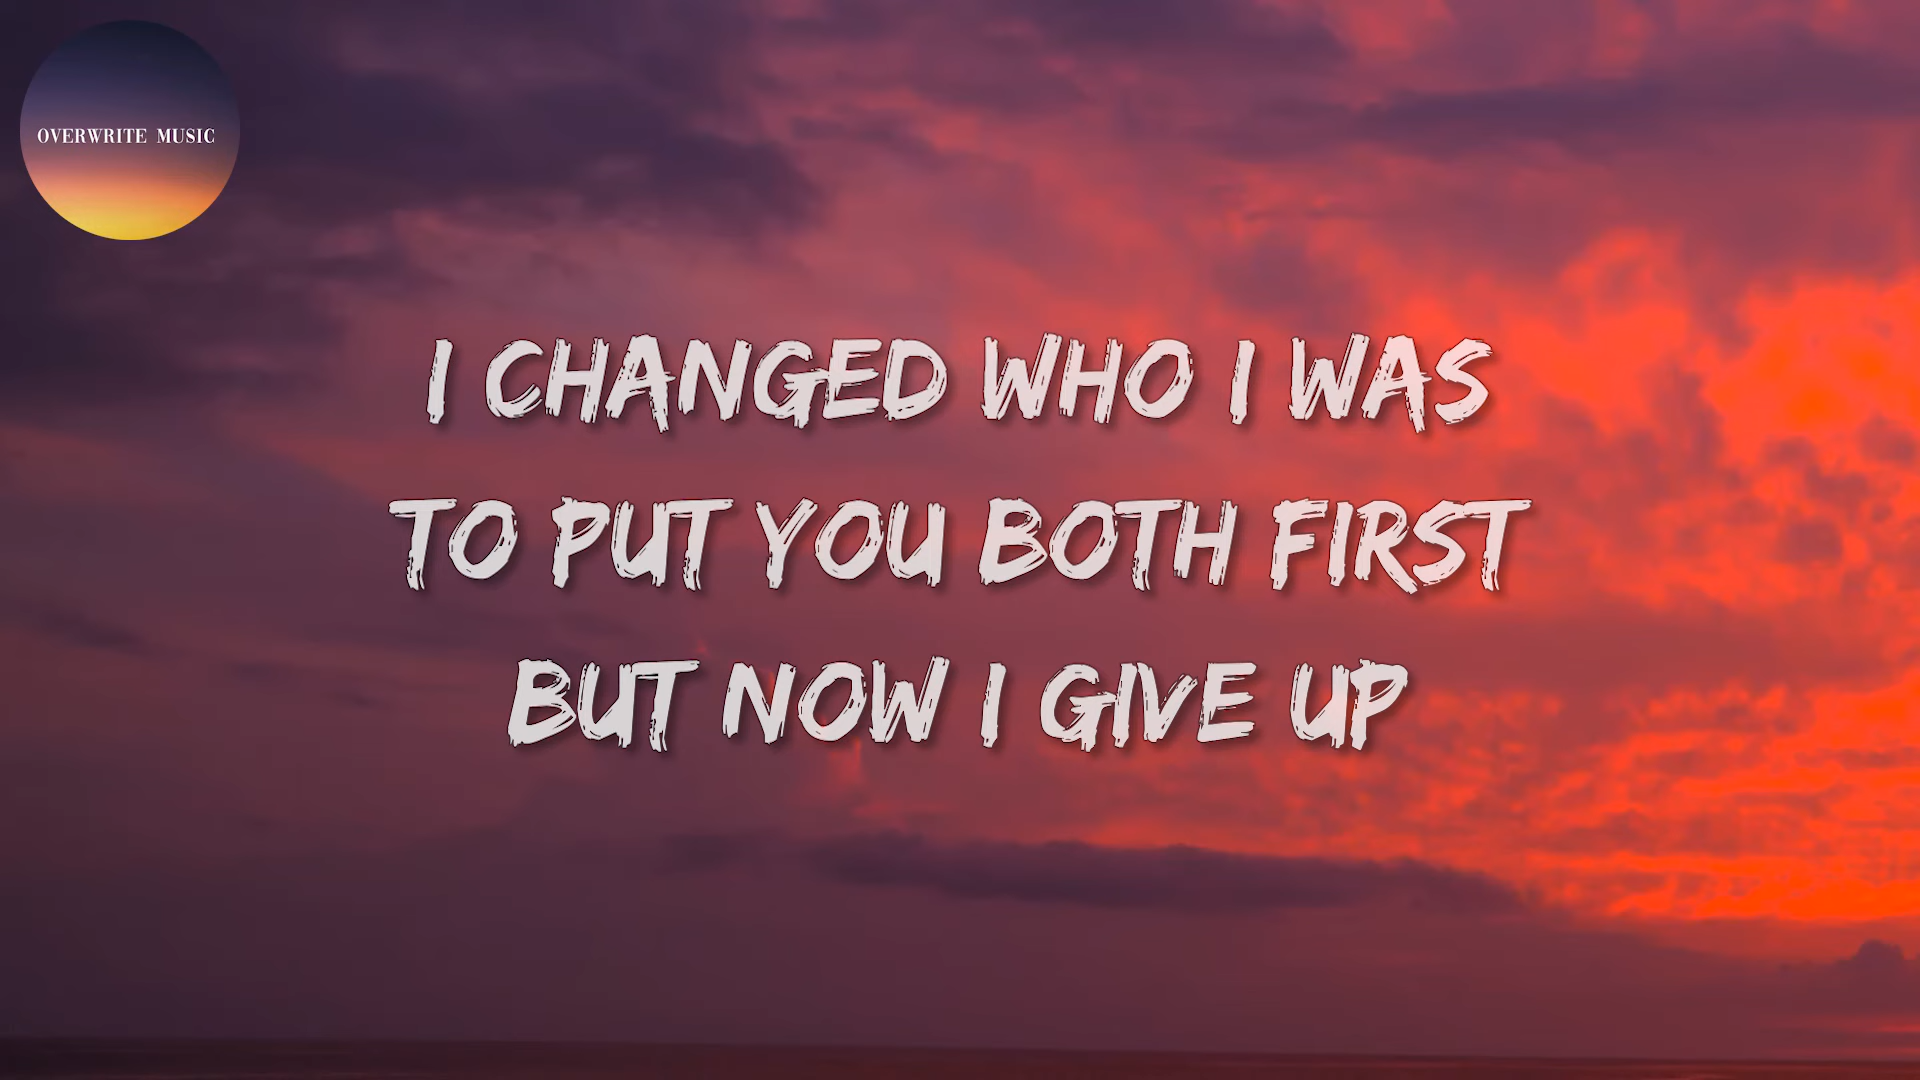 OVERWRITE MUSIC
I CHANGED WHO I WAS
TO PUT YOU BOTH FIRST
BUT NOW I GIVE UP